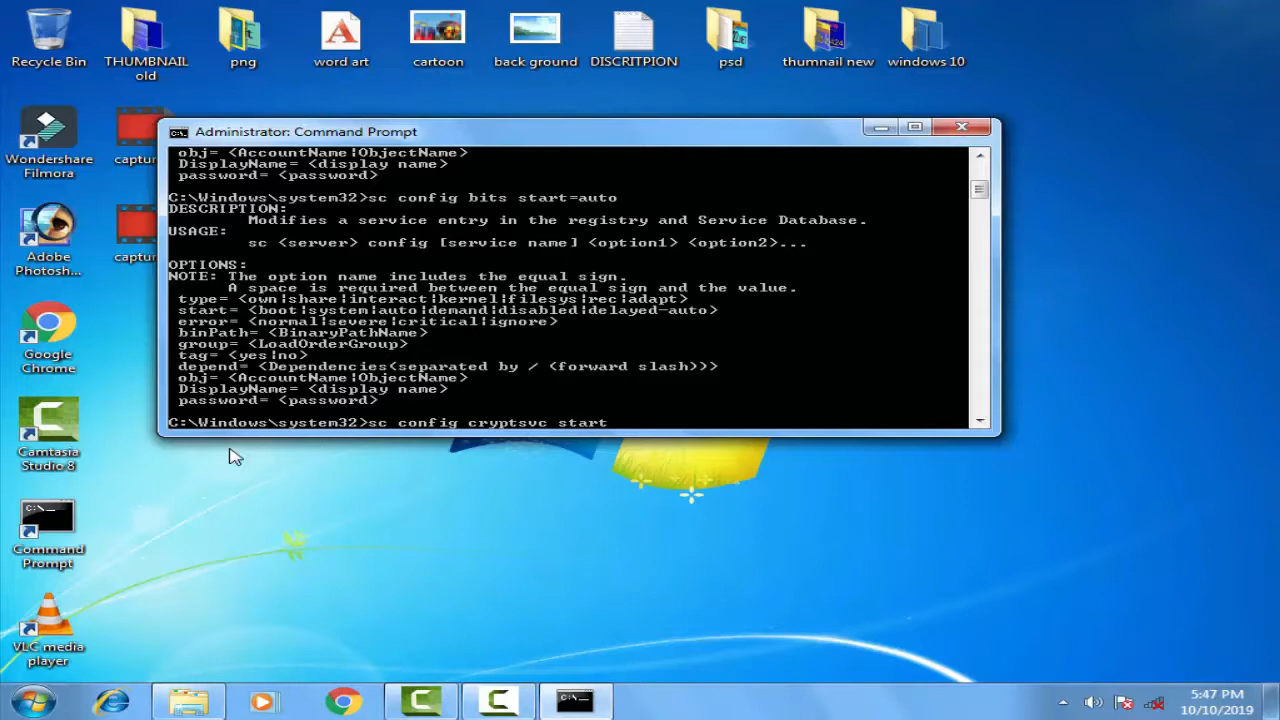 Recycle Bin
THUMBNAIL
old
png
word art
cartoon
back ground
DISCRITPION
psd
thumnail new
windows 10
Wondershare
Filmora
captur
Adobe
Photosh...
captur
Google
Chrome
Camtasia
Studio 8
Command
Prompt
VLC media
player
Administrator: Command Prompt
obj= <AccountName|ObjectName>
DisplayName= <display name>
password= <password>
C:\Windows\system32>sc config bits start=auto
DESCRIPTION:
Modifies a service entry in the registry and Service Database.
USAGE:
sc <server> config [service name] <option1> <option2>...
OPTIONS:
NOTE: The option name includes the equal sign.
A space is required between the equal sign and the value.
type= <own|share|interact|kernel|filesys|rec|adapt>
start= <boot|system|auto|demand|disabled|delayed-auto>
error= <normal|severe|critical|ignore>
binPath= <BinaryPathName>
group= <LoadOrderGroup>
tag= <yes|no>
depend= <Dependencies(separated by / (forward slash))>
obj= <AccountName|ObjectName>
DisplayName= <display name>
password= <password>
C:\Windows\system32>sc config cryptsvc start
5:47 PM
10/10/2019